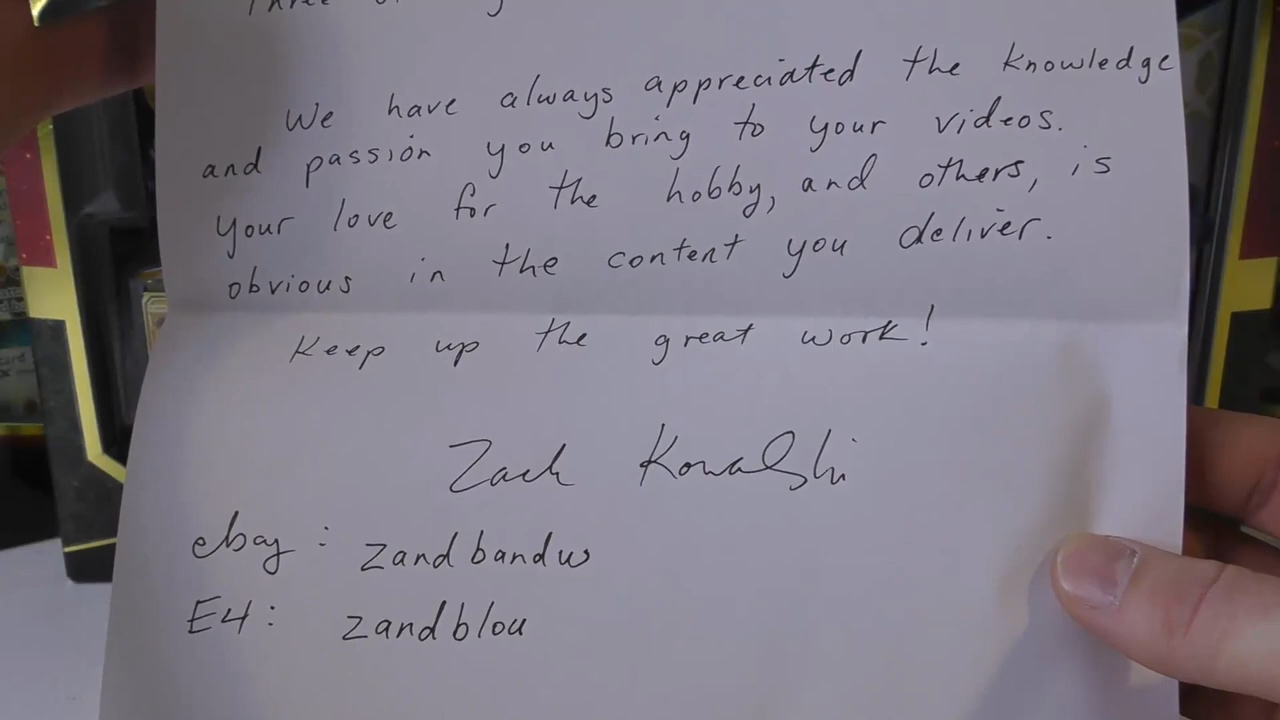 We have always appreciated the knowledge
and passion you bring to your videos.
your love for the hobby, and others, is
obvious in the content you deliver.
Keep up the great work!
Zach Kowalski
ebay: zandbandw
E4: zandblou